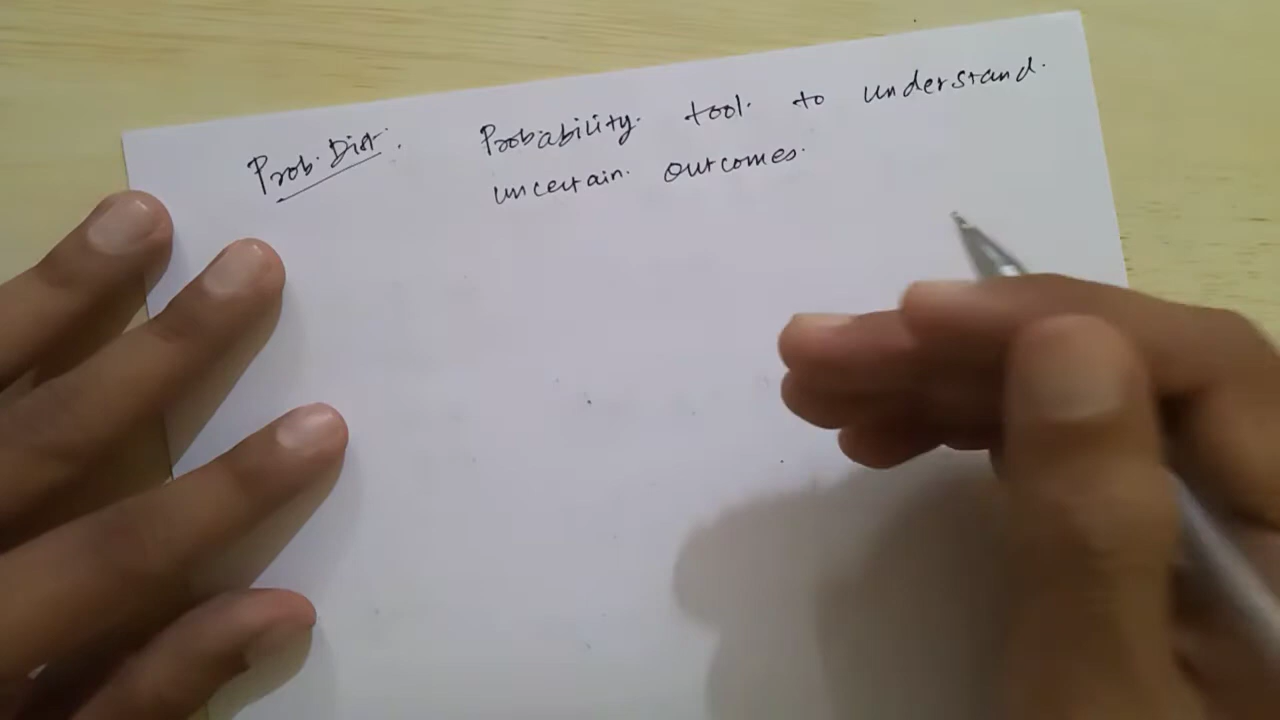 Prob. Dist. Probability. tool. to understand.
uncertain. outcomes.